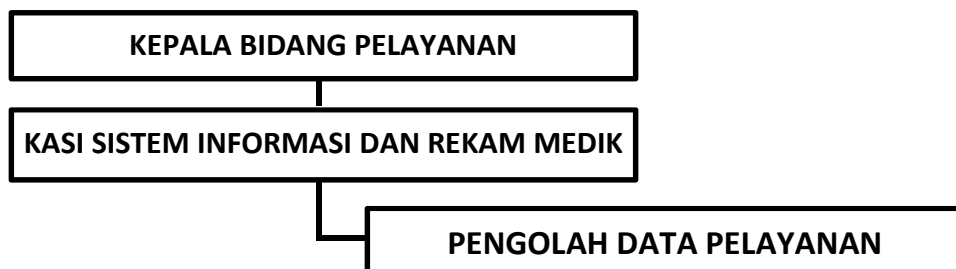 KEPALA BIDANG PELAYANAN
KASI SISTEM INFORMASI DAN REKAM MEDIK
PENGOLAH DATA PELAYANAN